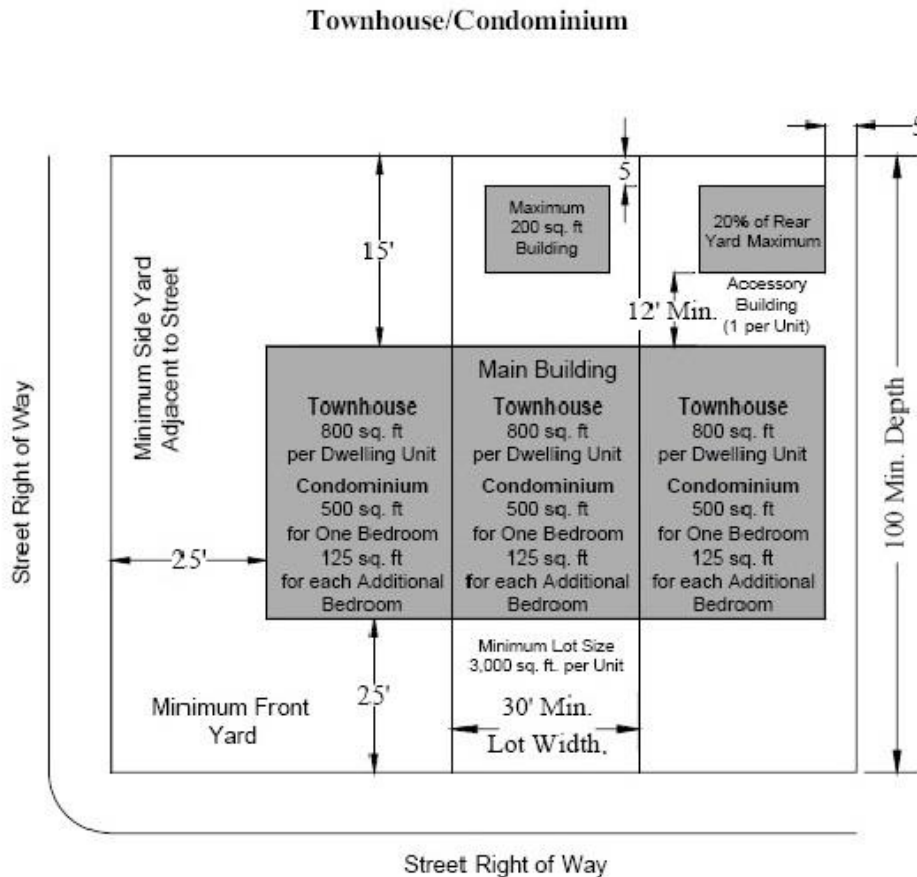 Townhouse/Condominium
5
5
Maximum
200 sq. ft
Building
20% of Rear
Yard Maximum
15'
12' Min.
Accessory
Building
(1 per Unit)
Minimum Side Yard
Adjacent to Street
Street Right of Way
100 Min. Depth
Main Building
Townhouse
800 sq. ft
per Dwelling Unit
Condominium
500 sq. ft
for One Bedroom
125 sq. ft
for each Additional
Bedroom
Townhouse
800 sq. ft
per Dwelling Unit
Condominium
500 sq. ft
for One Bedroom
125 sq. ft
for each Additional
Bedroom
Townhouse
800 sq. ft
per Dwelling Unit
Condominium
500 sq. ft
for One Bedroom
125 sq. ft
for each Additional
Bedroom
25'
Minimum Lot Size
3,000 sq. ft. per Unit
25'
30' Min.
Lot Width.
Minimum Front
Yard
Street Right of Way